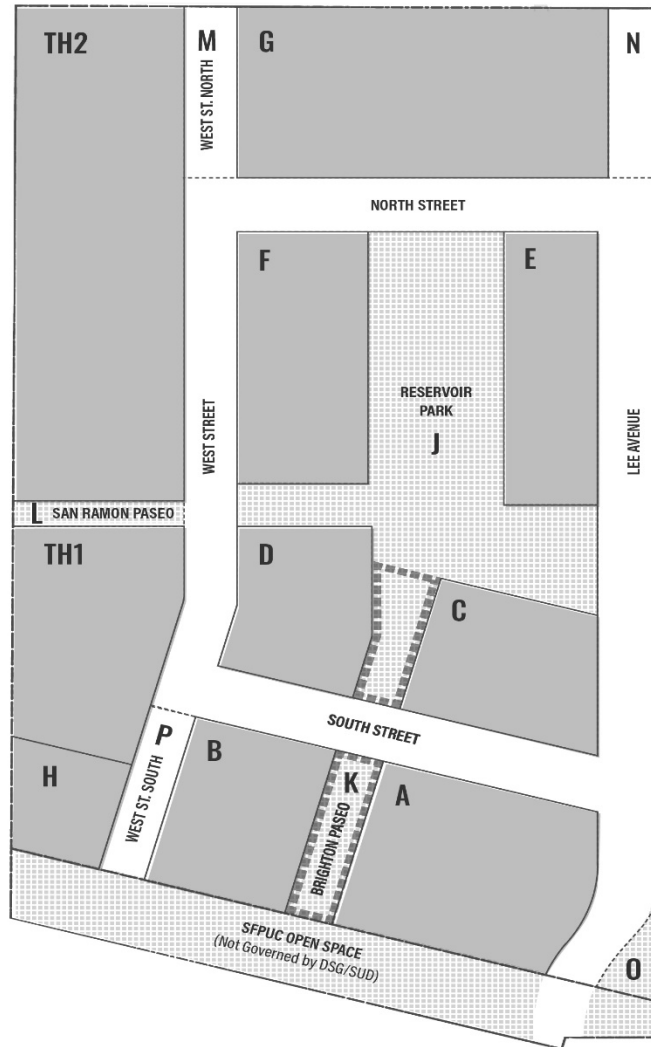 TH2
M
G
N
WEST ST. NORTH
NORTH STREET
F
E
RESERVOIR
PARK
J
WEST STREET
LEE AVENUE
L
SAN RAMON PASEO
TH1
D
C
SOUTH STREET
P
B
K
A
H
WEST ST. SOUTH
BRIGHTON PASEO
SFPUC OPEN SPACE
(Not Governed by DSG/SUD)
O